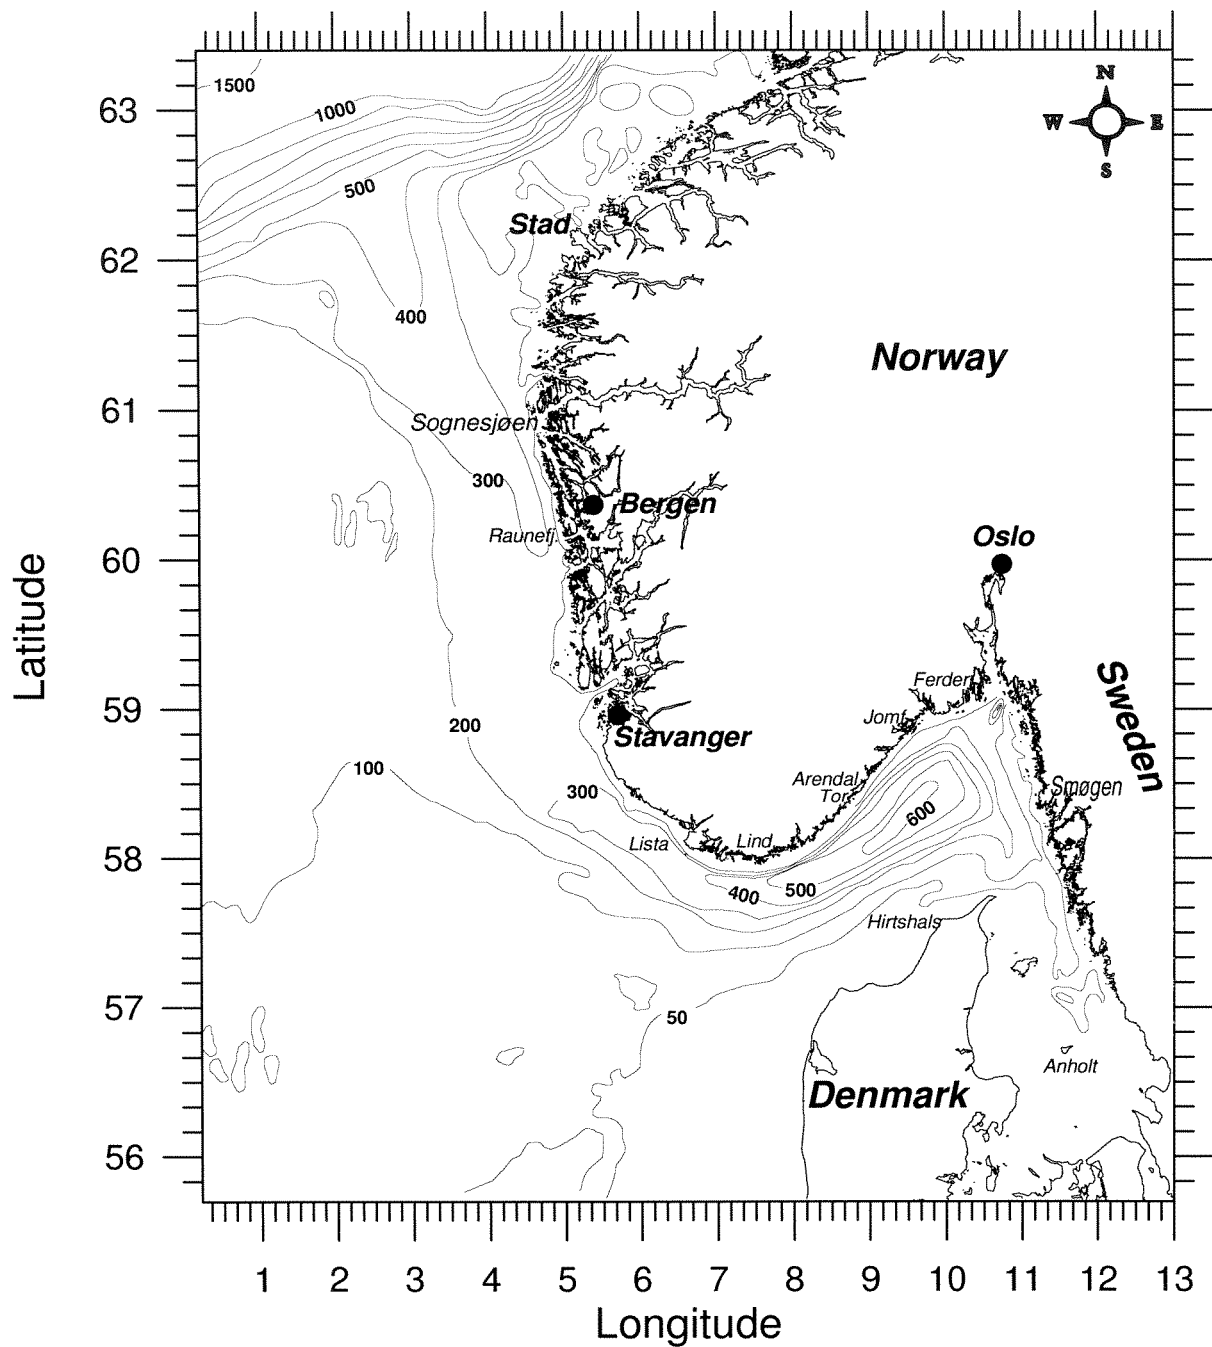 N
W E
S
1500
1000
63
500
Stad
62
400
Norway
61
Sognesjøen
300
Bergen
Raunefj.
Oslo
60
Latitude
Ferder
Sweden
59
Jomf.
200
Stavanger
100
Arendal
Tor
Smøgen
300
600
Lista
Lind
58
400
500
Hirtshals
57
50
Anholt
Denmark
56
1 2 3 4 5 6 7 8 9 10 11 12 13
Longitude